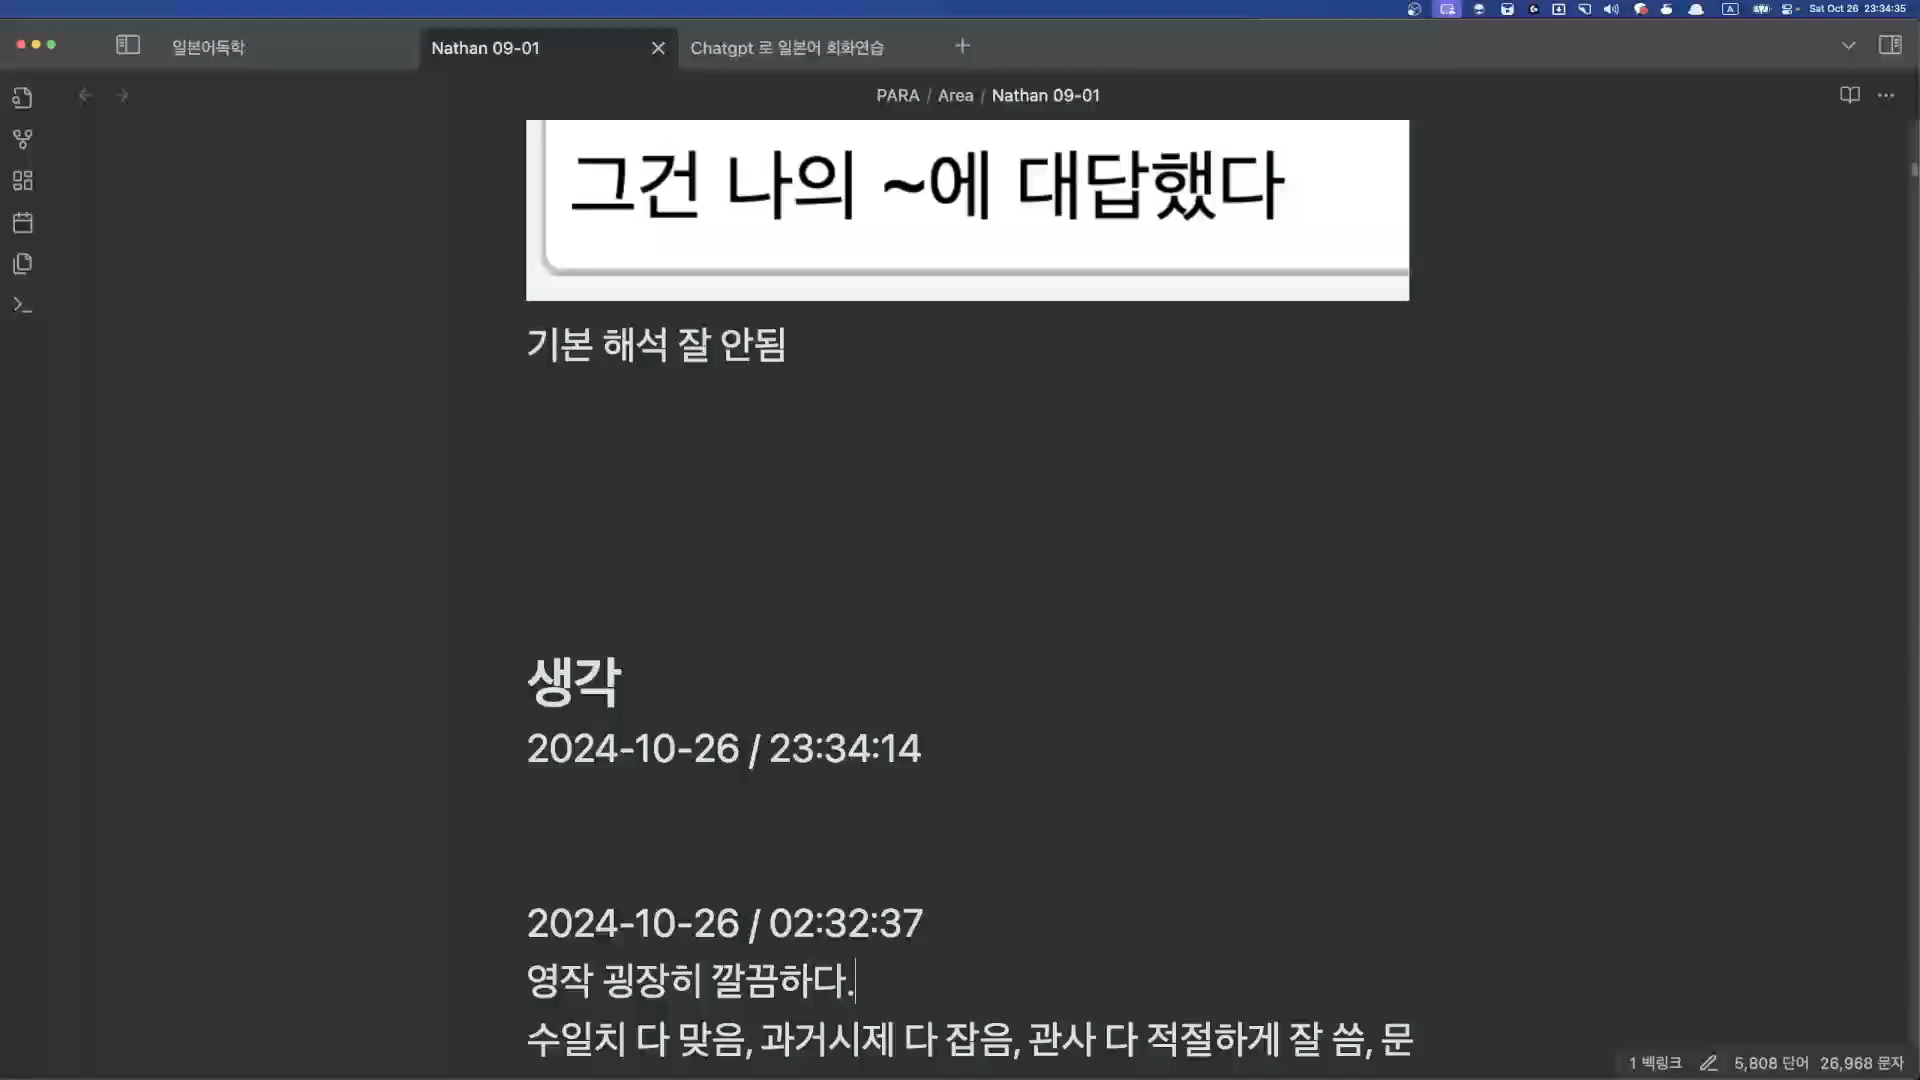 Sat Oct 26 23:34:35
일본어독학
Nathan 09-01
Chatgpt 로 일본어 회화연습
PARA / Area / Nathan 09-01
그건 나의 ~에 대답했다
기본 해석 잘 안됨
생각
2024-10-26 / 23:34:14
2024-10-26 / 02:32:37
영작 굉장히 깔끔하다.
수일치 다 맞음, 과거시제 다 잡음, 관사 다 적절하게 잘 씀, 문
1 백링크 5,808 단어 26,968 문자